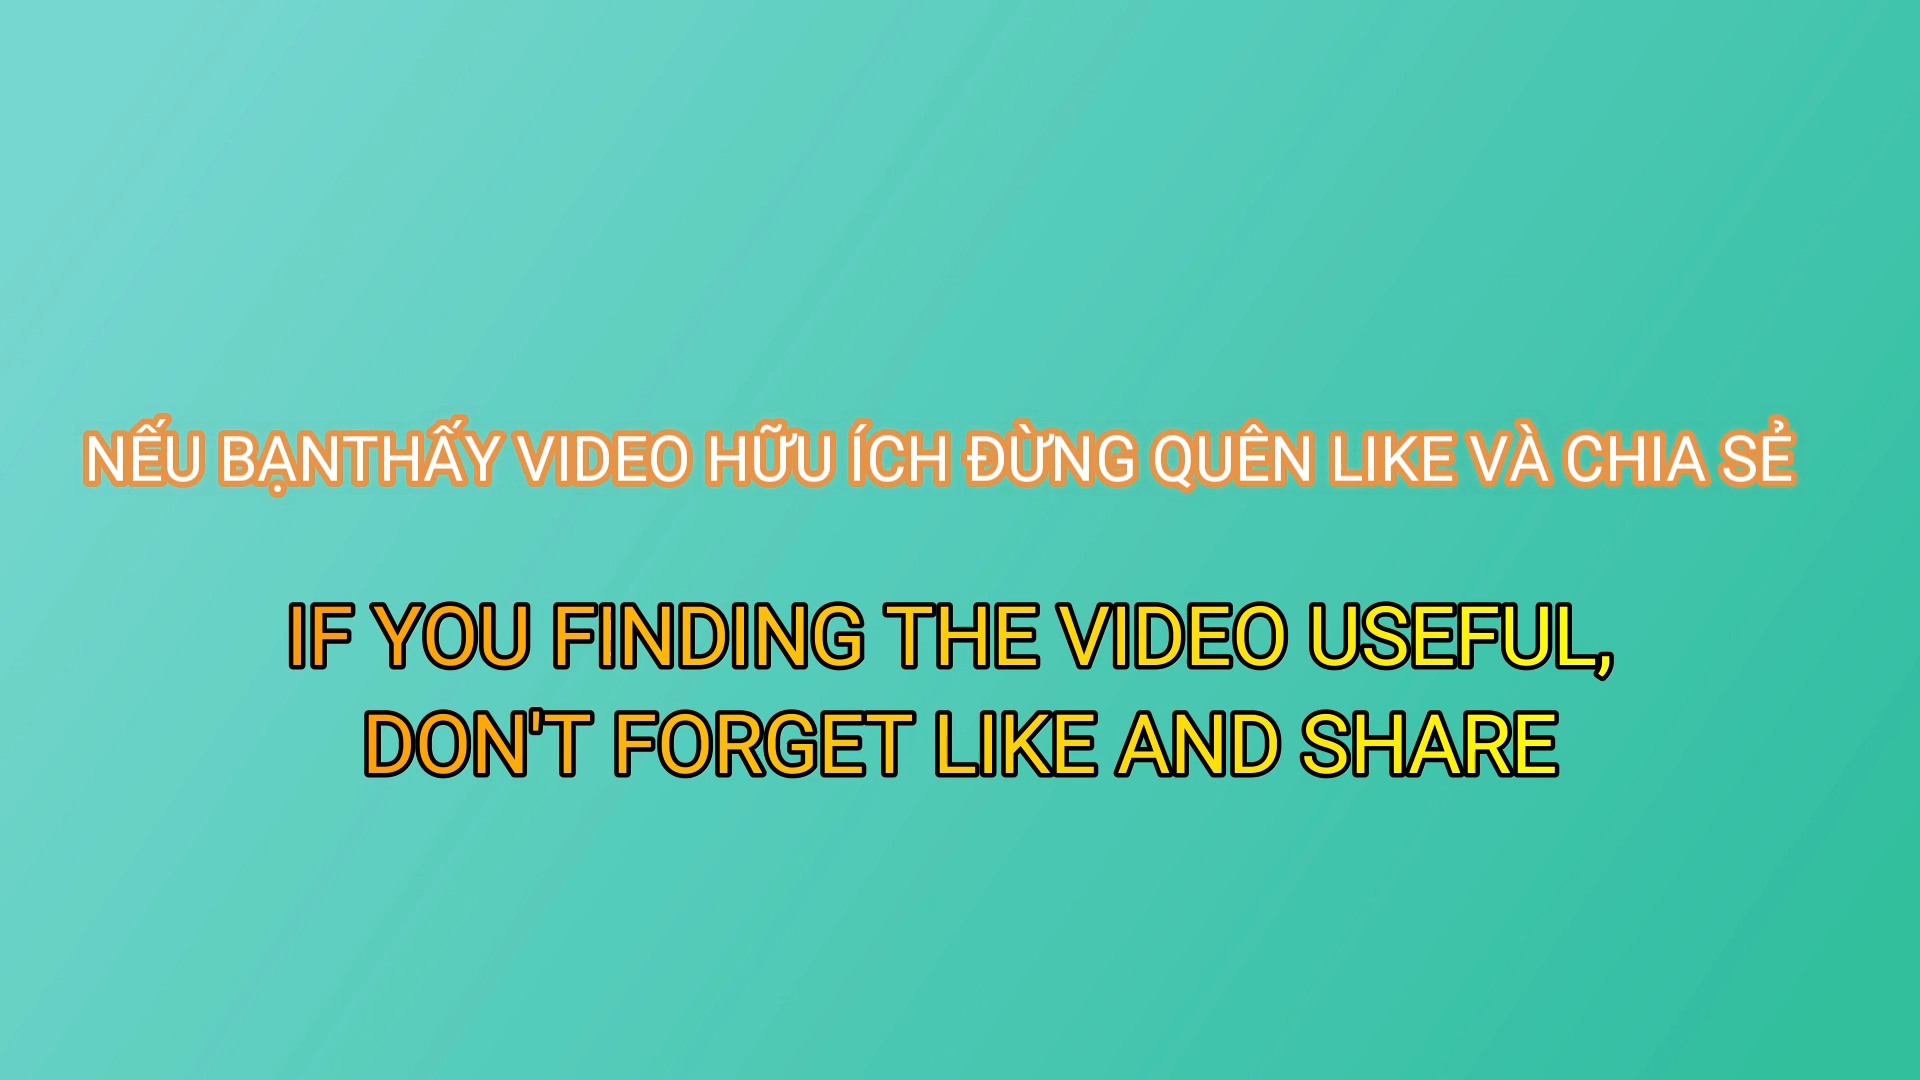 NẾU BẠNTHẤY VIDEO HỮU ÍCH ĐỪNG QUÊN LIKE VÀ CHIA SẺ
IF YOU FINDING THE VIDEO USEFUL,
DON'T FORGET LIKE AND SHARE